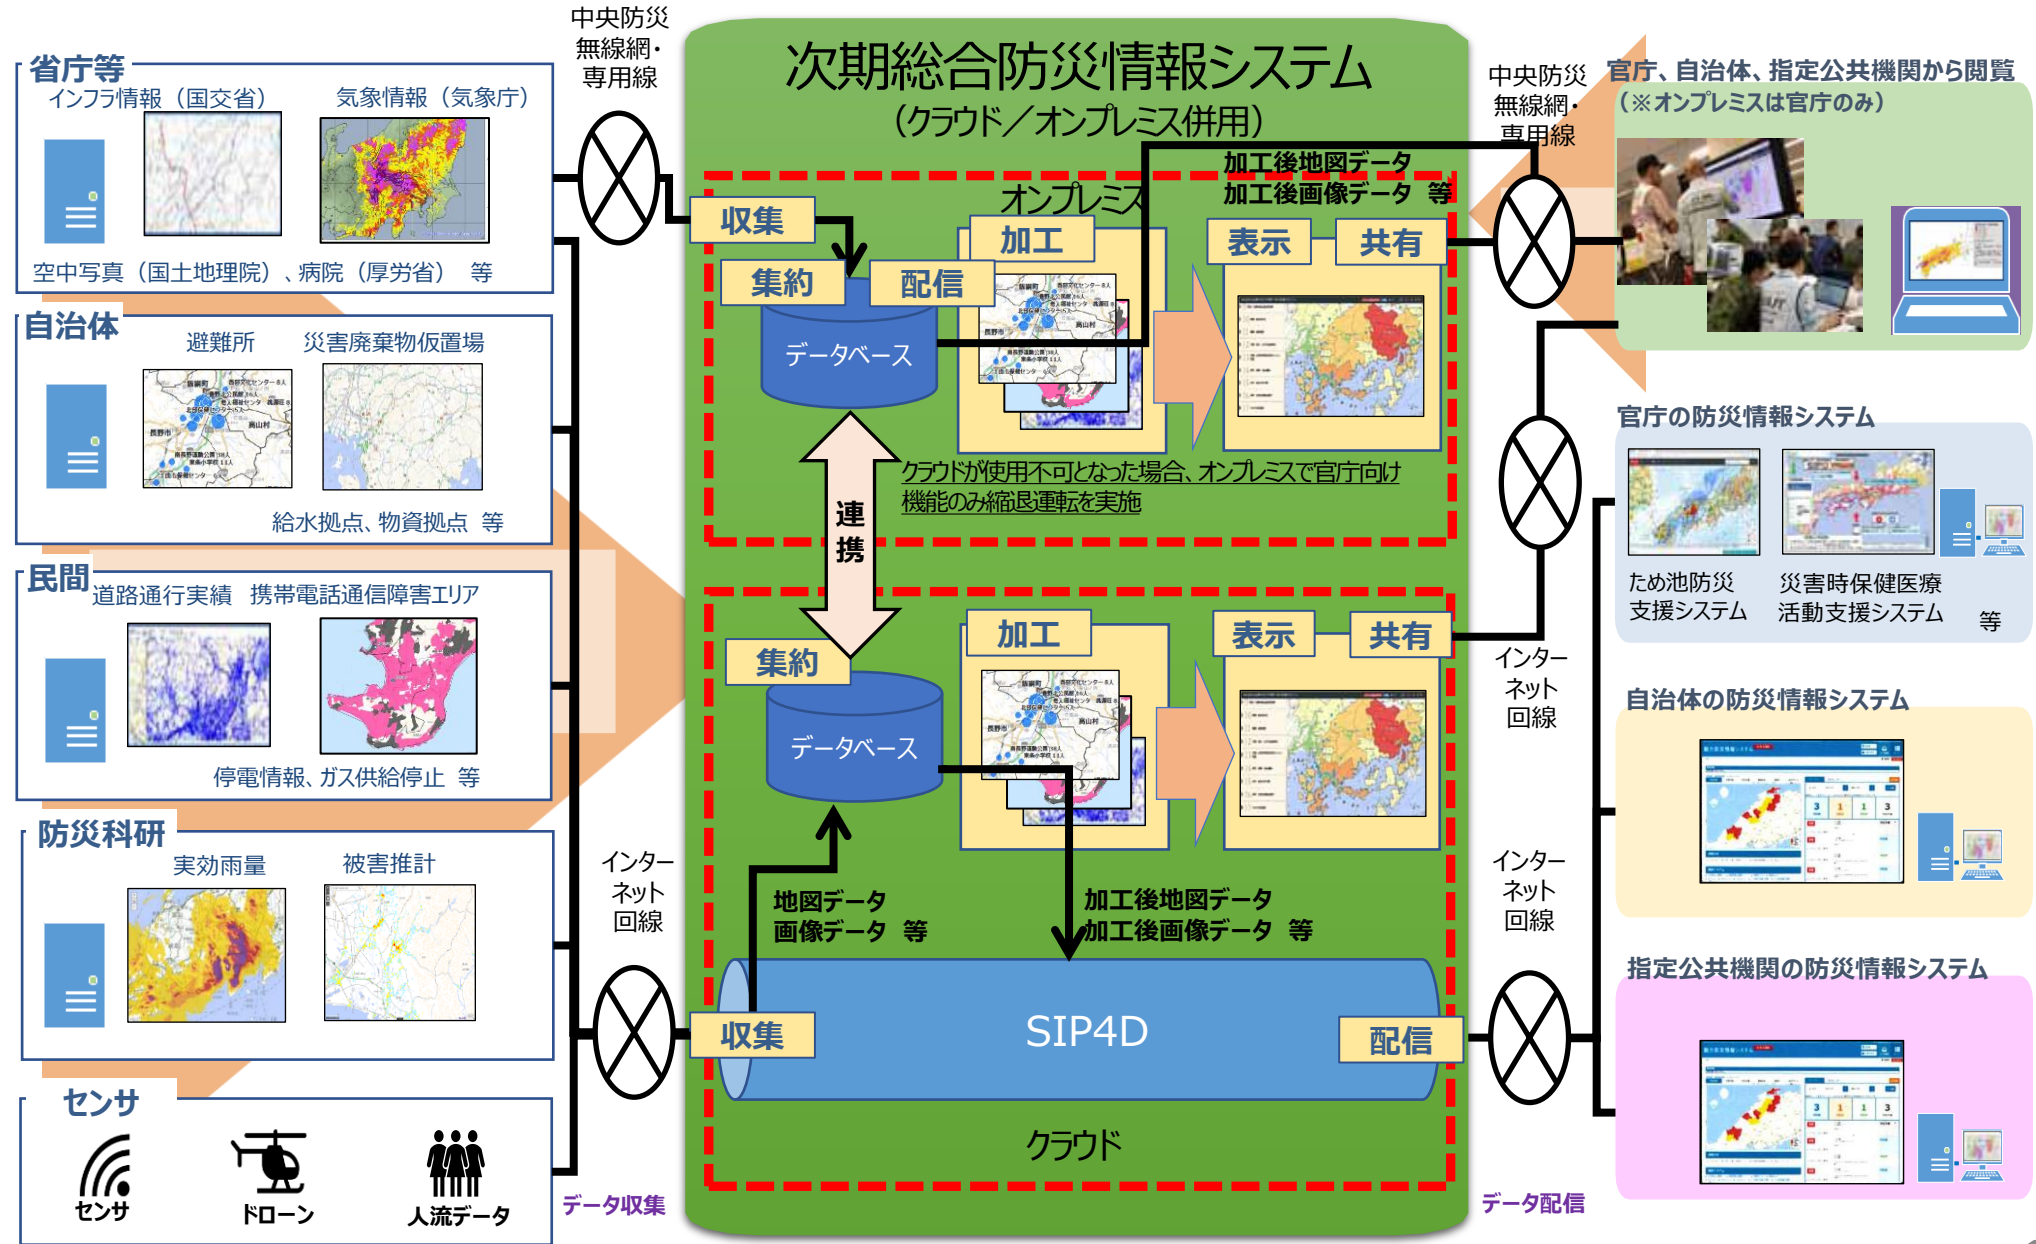 中央防災
無線網・
専用線
次期総合防災情報システム
（クラウド／オンプレミス併用）
省庁等
インフラ情報（国交省）
気象情報（気象庁）
空中写真（国土地理院）、病院（厚労省） 等
自治体
避難所
災害廃棄物仮置場
給水拠点、物資拠点 等
民間
道路通行実績
携帯電話通信障害エリア
停電情報、ガス供給停止 等
防災科研
実効雨量
被害推計
センサ
センサ
ドローン
人流データ
インター
ネット
回線
データ収集
オンプレミス
収集
集約
配信
データベース
加工
加工後地図データ
加工後画像データ 等
表示
共有
クラウドが使用不可となった場合、オンプレミスで官庁向け
機能のみ縮退運転を実施
連
携
集約
データベース
加工
表示
共有
地図データ
画像データ 等
加工後地図データ
加工後画像データ 等
収集
SIP4D
配信
クラウド
中央防災
無線網・
専用線
インター
ネット
回線
インター
ネット
回線
データ配信
官庁、自治体、指定公共機関から閲覧
（※オンプレミスは官庁のみ）
官庁の防災情報システム
ため池防災
支援システム
災害時保健医療
活動支援システム
等
自治体の防災情報システム
3 1 1 3
指定公共機関の防災情報システム
3 1 1 3
飯綱町
長野市
高山村